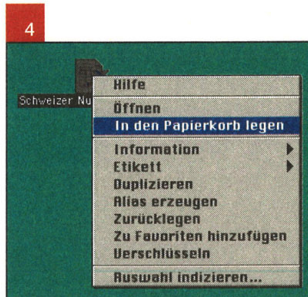 4
Schweizer Nu
Hilfe
Öffnen
In den Papierkorb legen
Information
Etikett
Duplizieren
Alias erzeugen
Zurücklegen
Zu Favoriten hinzufügen
Verschlüsseln
Auswahl indizieren...